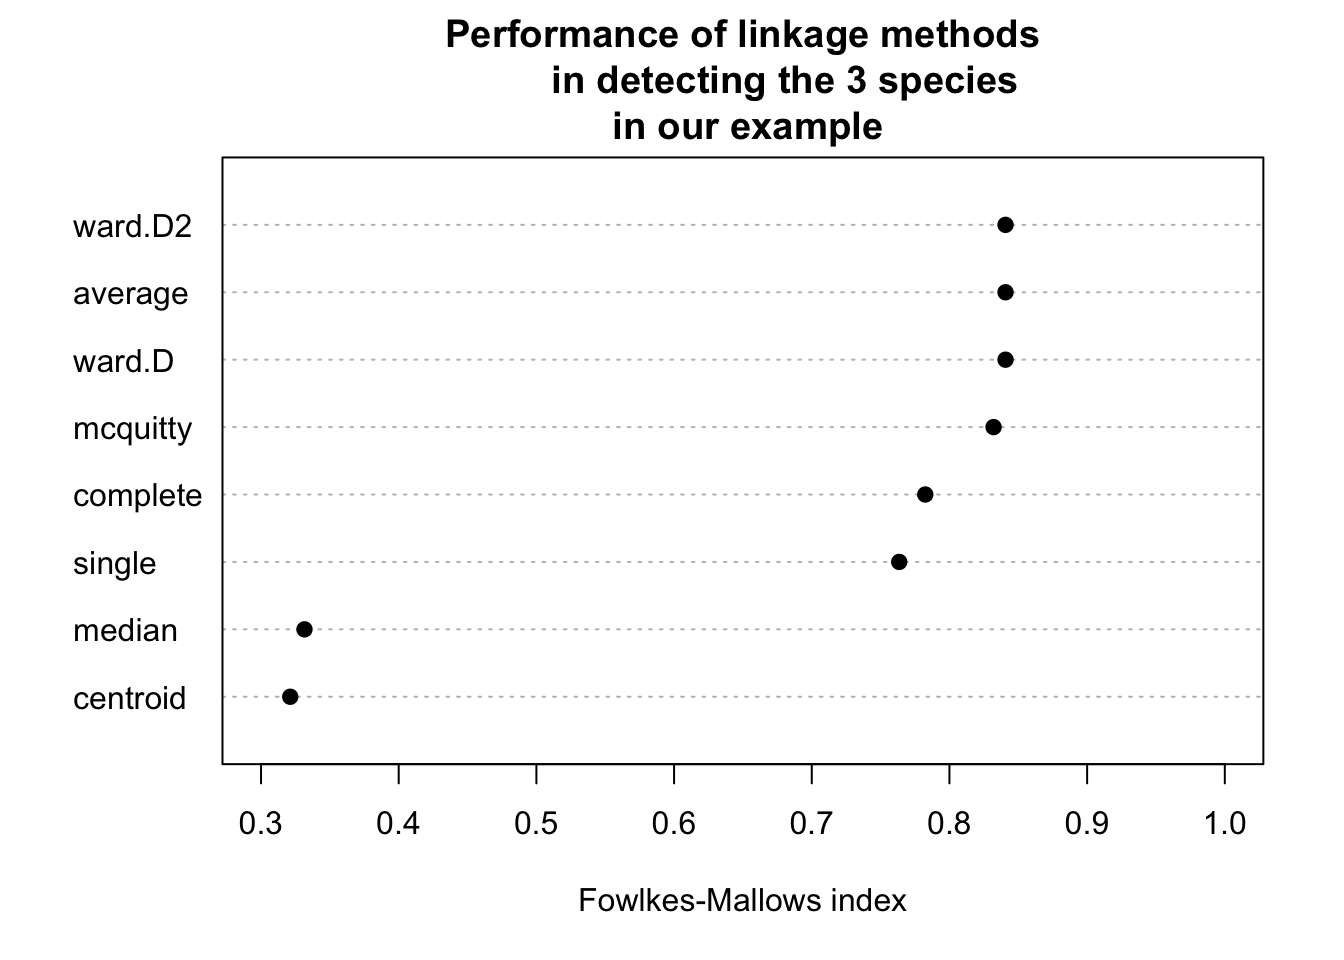 Performance of linkage methods
in detecting the 3 species
in our example
ward.D2
average
ward.D
mcquitty
complete
single
median
centroid
0.3 0.4 0.5 0.6 0.7 0.8 0.9 1.0
Fowlkes-Mallows index